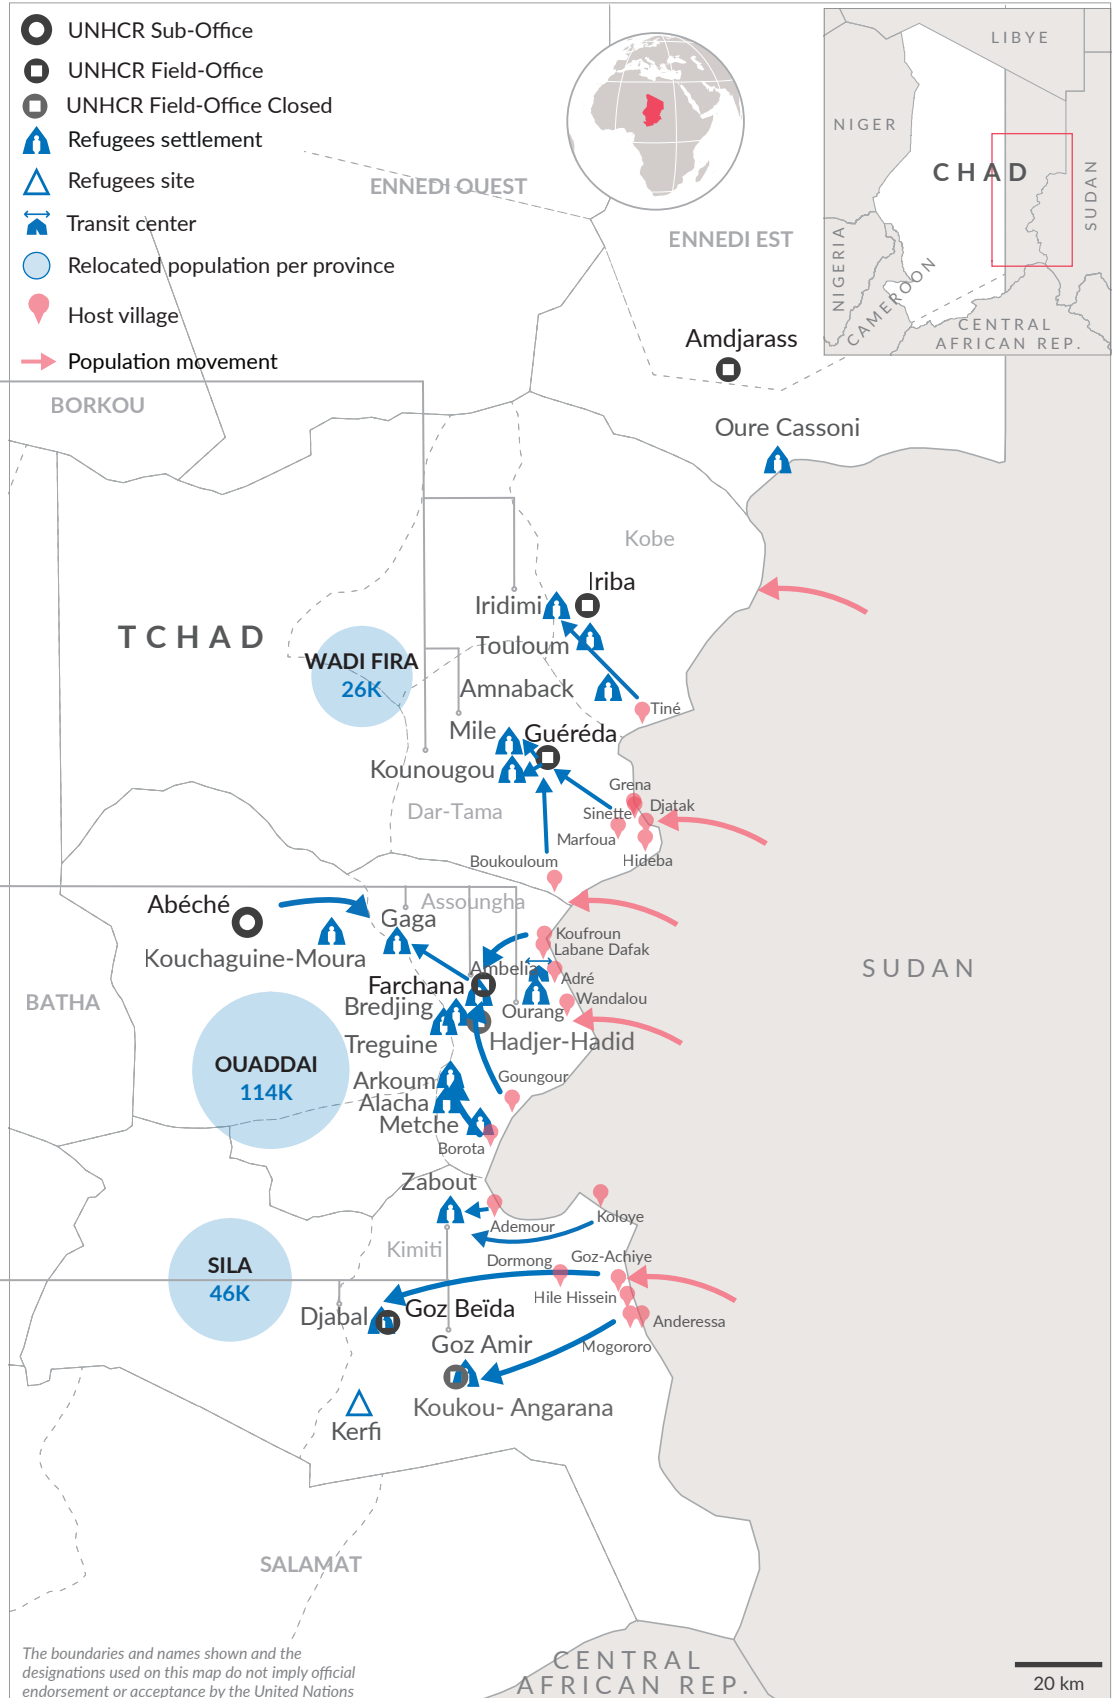 UNHCR Sub-Office
UNHCR Field-Office
UNHCR Field-Office Closed
Refugees settlement
Refugees site
Transit center
Relocated population per province
Host village
Population movement
LIBYE
NIGER
CHAD
SUDAN
NIGERIA
CAMEROON
CENTRAL
AFRICAN REP.
ENNEDI OUEST
ENNEDI EST
Amdjarass
BORKOU
Oure Cassoni
Kobe
Iriba
Iridimi
TCHAD
Touloum
WADI FIRA
26K
Amnaback
Tiné
Mile
Guéréda
Kounougou
Grena
Djatak
Sinette
Dar-Tama
Marfoua
Hideba
Boukouloum
Abéché
Assoungha
Gaga
Koufroun
Labane Dafak
Kouchaguine-Moura
Ambelia
Adré
SUDAN
Farchana
Wandalou
BATHA
Bredjing
Ourang
Treguine
Hadjer-Hadid
OUADDAI
114K
Goungour
Arkoum
Alacha
Metche
Borota
Zabout
Koloye
Ademour
Kimiti
Dormong
Goz-Achiye
SILA
46K
Hile Hissein
Djabal
Goz Beïda
Anderessa
Goz Amir
Mogororo
Koukou- Angarana
Kerfi
SALAMAT
The boundaries and names shown and the
designations used on this map do not imply official
endorsement or acceptance by the United Nations
CENTRAL
AFRICAN REP.
20 km